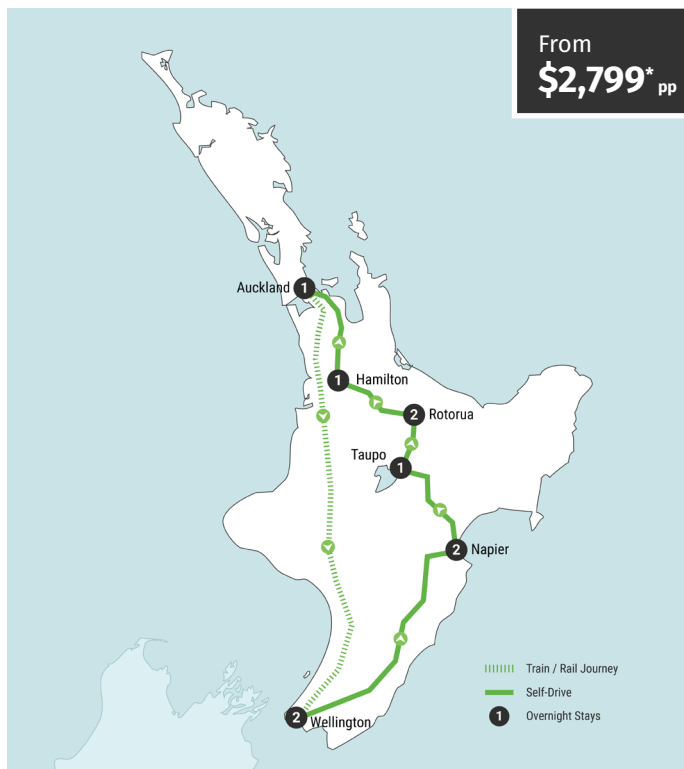 From
$2,799* pp
Auckland 1
1 Hamilton
2 Rotorua
Taupo
1
2 Napier
Train / Rail Journey
Self-Drive
1 Overnight Stays
2 Wellington